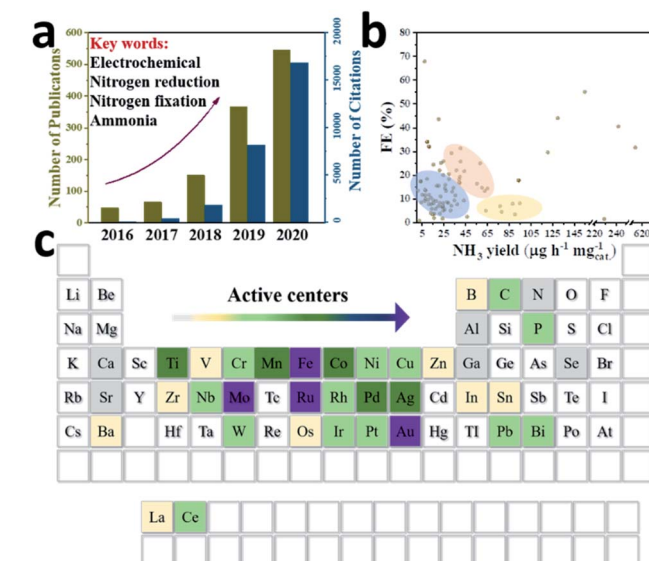 a
Number of Publicatons
600
500
400
300
200
100
0
Key words:
Electrochemical
Nitrogen reduction
Nitrogen fixation
Ammonia
2016 2017 2018 2019 2020
20000
15000
10000
5000
0
Number of Citations
b
FE (%)
80
70
60
50
40
30
20
10
0
5 25 45 65 85 105 125 145 220 240 620
NH3 yield (μg h-1 mg-1cat.)
c
Active centers
Li Be B C N O F
Na Mg Al Si P S Cl
K Ca Sc Ti V Cr Mn Fe Co Ni Cu Zn Ga Ge As Se Br
Rb Sr Y Zr Nb Mo Tc Ru Rh Pd Ag Cd In Sn Sb Te I
Cs Ba Hf Ta W Re Os Ir Pt Au Hg TI Pb Bi Po At
La Ce